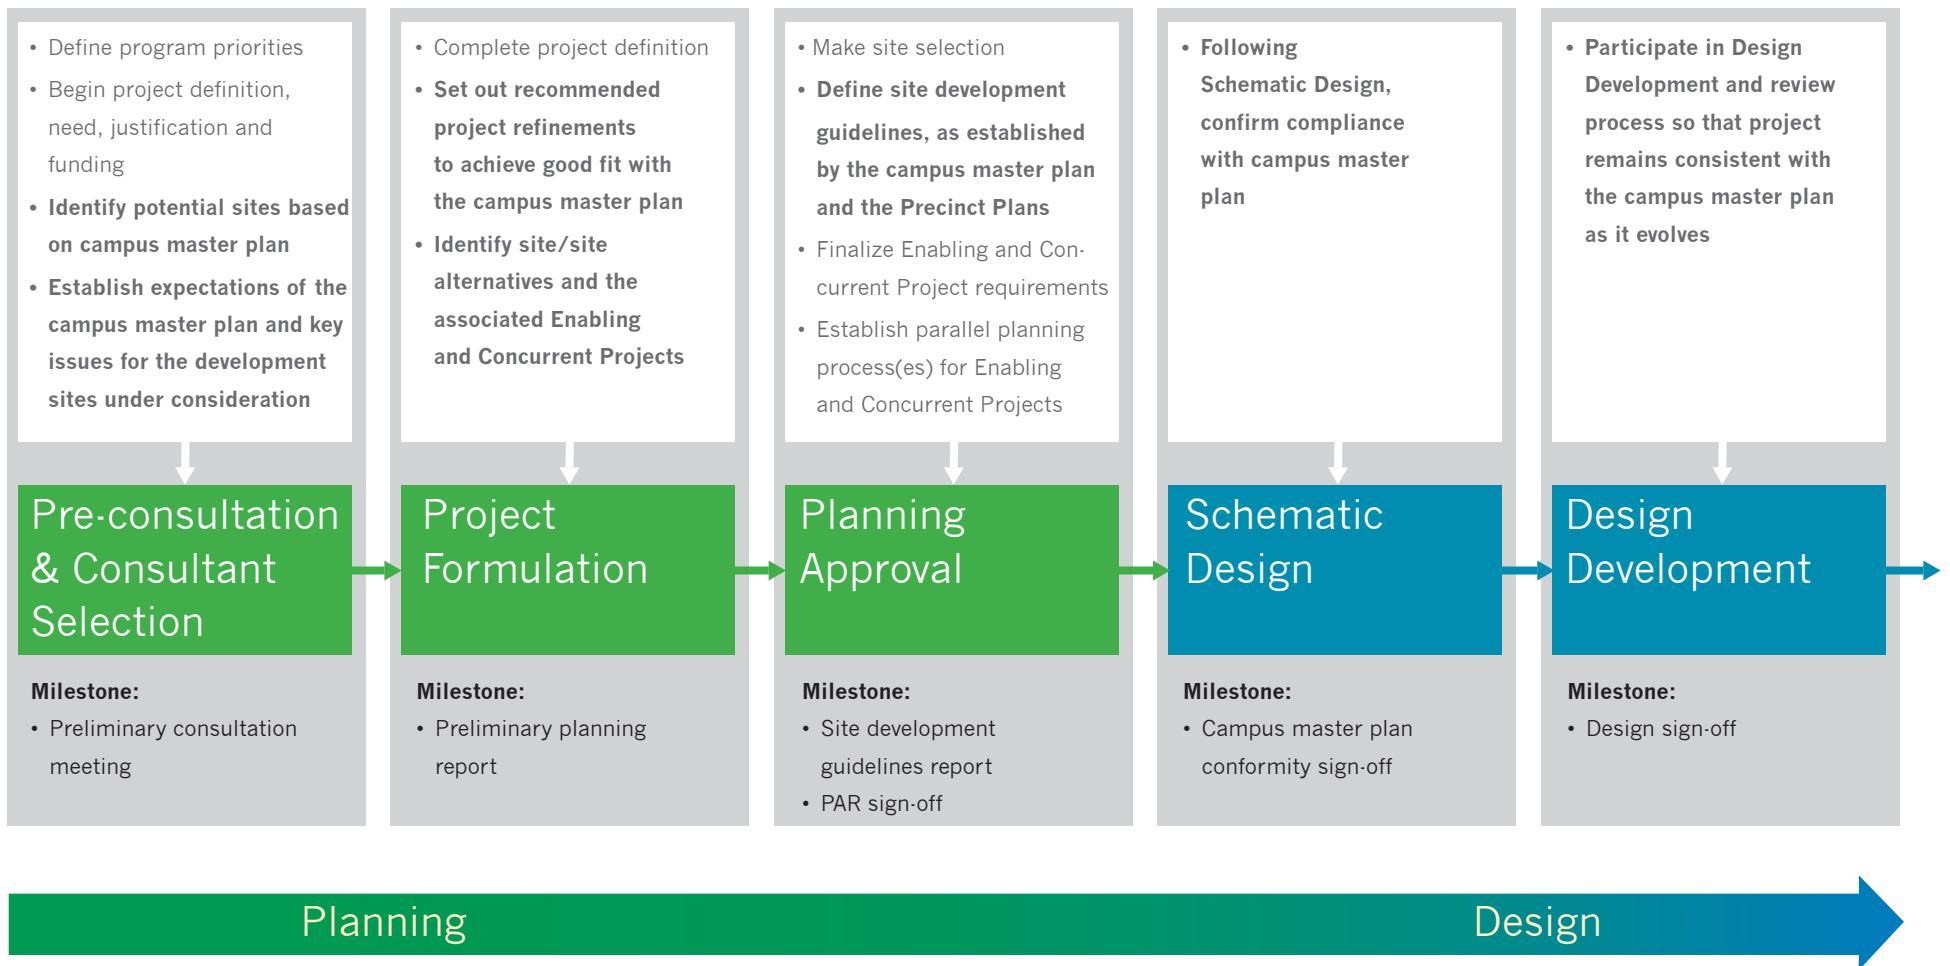 • Define program priorities
• Begin project definition,
need, justification and
funding
• Identify potential sites based
on campus master plan
• Establish expectations of the
campus master plan and key
issues for the development
sites under consideration
Pre-consultation
& Consultant
Selection
Milestone:
• Preliminary consultation
meeting
• Complete project definition
• Set out recommended
project refinements
to achieve good fit with
the campus master plan
• Identify site/site
alternatives and the
associated Enabling
and Concurrent Projects
Project
Formulation
Milestone:
• Preliminary planning
report
• Make site selection
• Define site development
guidelines, as established
by the campus master plan
and the Precinct Plans
• Finalize Enabling and Con-
current Project requirements
• Establish parallel planning
process(es) for Enabling
and Concurrent Projects
Planning
Approval
Milestone:
• Site development
guidelines report
• PAR sign-off
• Following
Schematic Design,
confirm compliance
with campus master
plan
Schematic
Design
Milestone:
• Campus master plan
conformity sign-off
• Participate in Design
Development and review
process so that project
remains consistent with
the campus master plan
as it evolves
Design
Development
Milestone:
• Design sign-off
Planning
Design